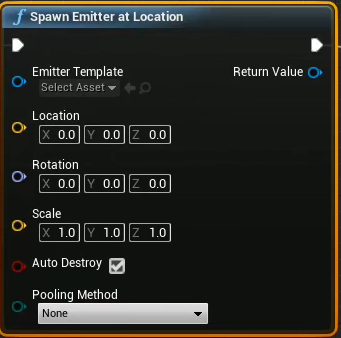 f Spawn Emitter at Location
Emitter Template
Return Value
Select Asset
Location
X 0.0 Y 0.0 Z 0.0
Rotation
X 0.0 Y 0.0 Z 0.0
Scale
X 1.0 Y 1.0 Z 1.0
Auto Destroy
Pooling Method
None